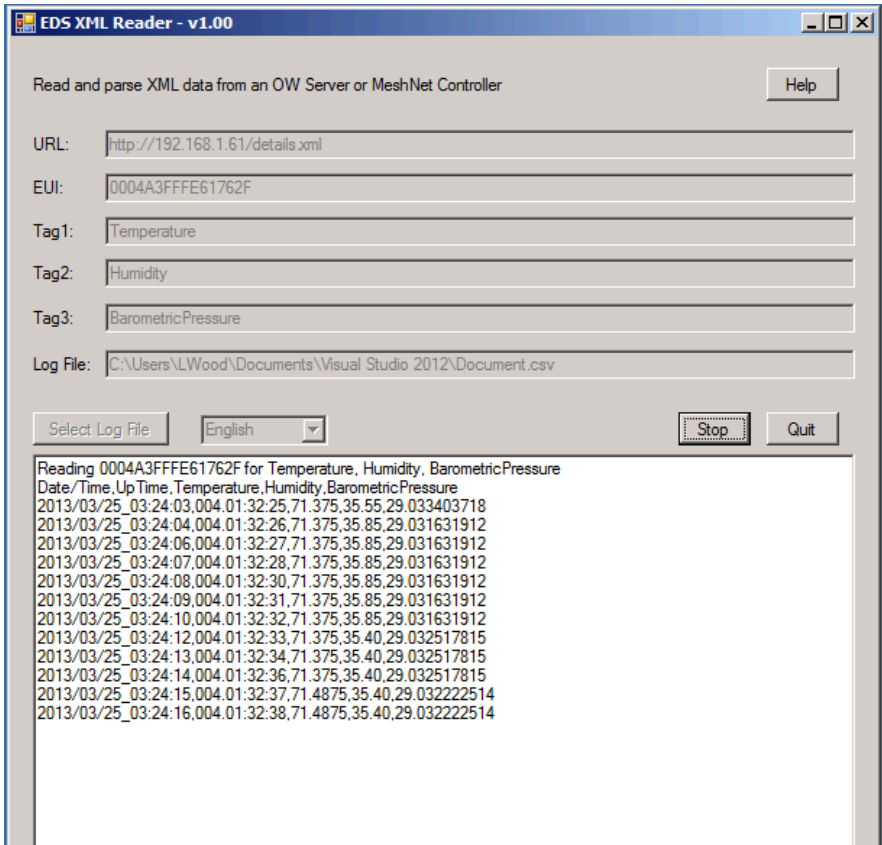 EDS XML Reader - v1.00
Read and parse XML data from an OW Server or MeshNet Controller
Help
URL: http://192.168.1.61/details.xml
EUI: 0004A3FFFE61762F
Tag1: Temperature
Tag2: Humidity
Tag3: BarometricPressure
Log File: C:\Users\LWood\Documents\Visual Studio 2012\Document.csv
Select Log File English Stop Quit
Reading 0004A3FFFE61762F for Temperature, Humidity, BarometricPressure
Date/Time,UpTime,Temperature,Humidity,BarometricPressure
2013/03/25_03:24:03,004.01:32:25,71.375,35.55,29.033403718
2013/03/25_03:24:04,004.01:32:26,71.375,35.85,29.031631912
2013/03/25_03:24:06,004.01:32:27,71.375,35.85,29.031631912
2013/03/25_03:24:07,004.01:32:28,71.375,35.85,29.031631912
2013/03/25_03:24:08,004.01:32:30,71.375,35.85,29.031631912
2013/03/25_03:24:09,004.01:32:31,71.375,35.85,29.031631912
2013/03/25_03:24:10,004.01:32:32,71.375,35.85,29.031631912
2013/03/25_03:24:12,004.01:32:33,71.375,35.40,29.032517815
2013/03/25_03:24:13,004.01:32:34,71.375,35.40,29.032517815
2013/03/25_03:24:14,004.01:32:36,71.375,35.40,29.032517815
2013/03/25_03:24:15,004.01:32:37,71.4875,35.40,29.032222514
2013/03/25_03:24:16,004.01:32:38,71.4875,35.40,29.032222514